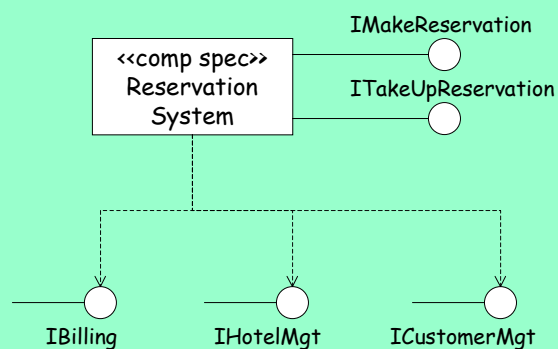 IMakeReservation
<<comp spec>>
Reservation
System
ITakeUpReservation
IBilling
IHotelMgt
ICustomerMgt